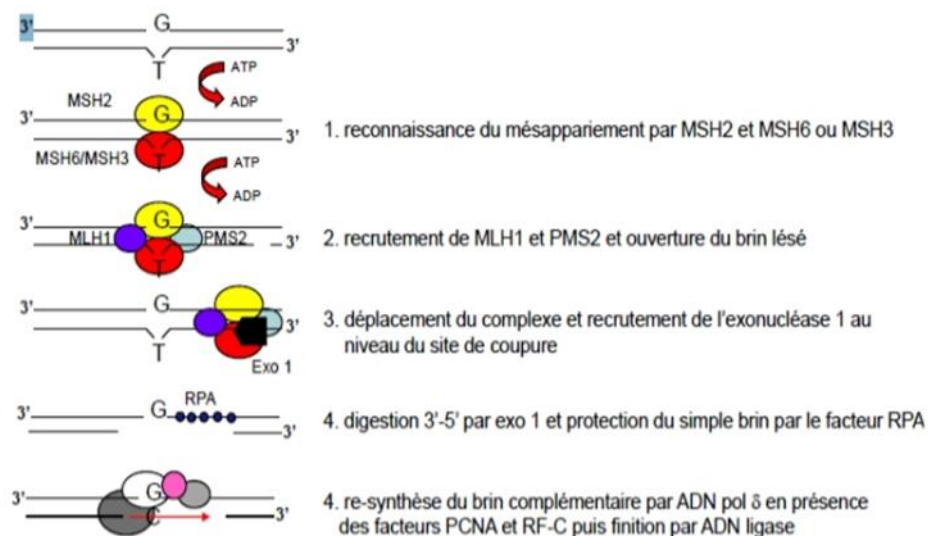 3' G
3'
T ATP
ADP
MSH2
3' G
1. reconnaissance du mésappariement par MSH2 et MSH6 ou MSH3
MSH6/MSH3 T ATP
ADP
3' G
MLH1 PMS2 3' 2. recrutement de MLH1 et PMS2 et ouverture du brin lésé
T
3' G
3' 3. déplacement du complexe et recrutement de l'exonucléase 1 au
niveau du site de coupure
T
Exo 1
RPA
3' G 4. digestion 3'-5' par exo 1 et protection du simple brin par le facteur RPA
3'
3' G 4. re-synthèse du brin complémentaire par ADN pol δ en présence
C 3' des facteurs PCNA et RF-C puis finition par ADN ligase